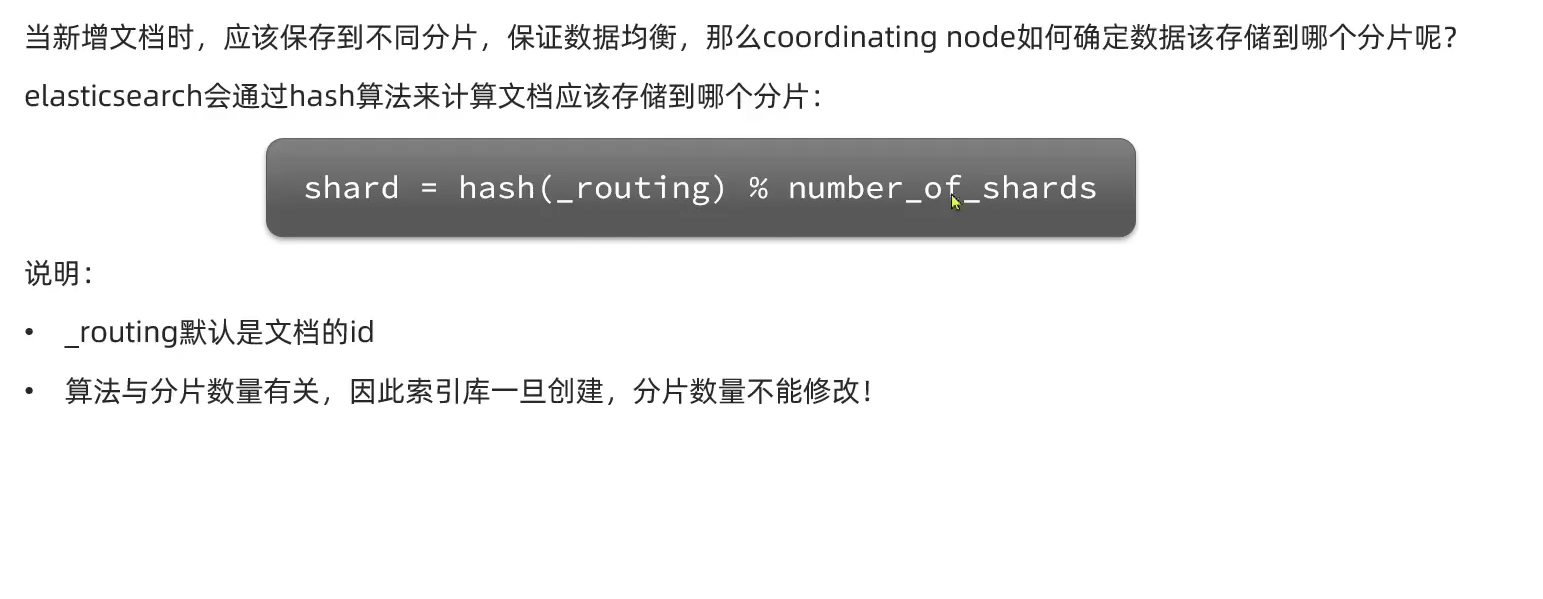 当新增文档时，应该保存到不同分片，保证数据均衡，那么coordinating node如何确定数据该存储到哪个分片呢？
elasticsearch会通过hash算法来计算文档应该存储到哪个分片：
shard = hash(_routing) % number_of_shards
说明：
• _routing默认是文档的id
• 算法与分片数量有关，因此索引库一旦创建，分片数量不能修改！